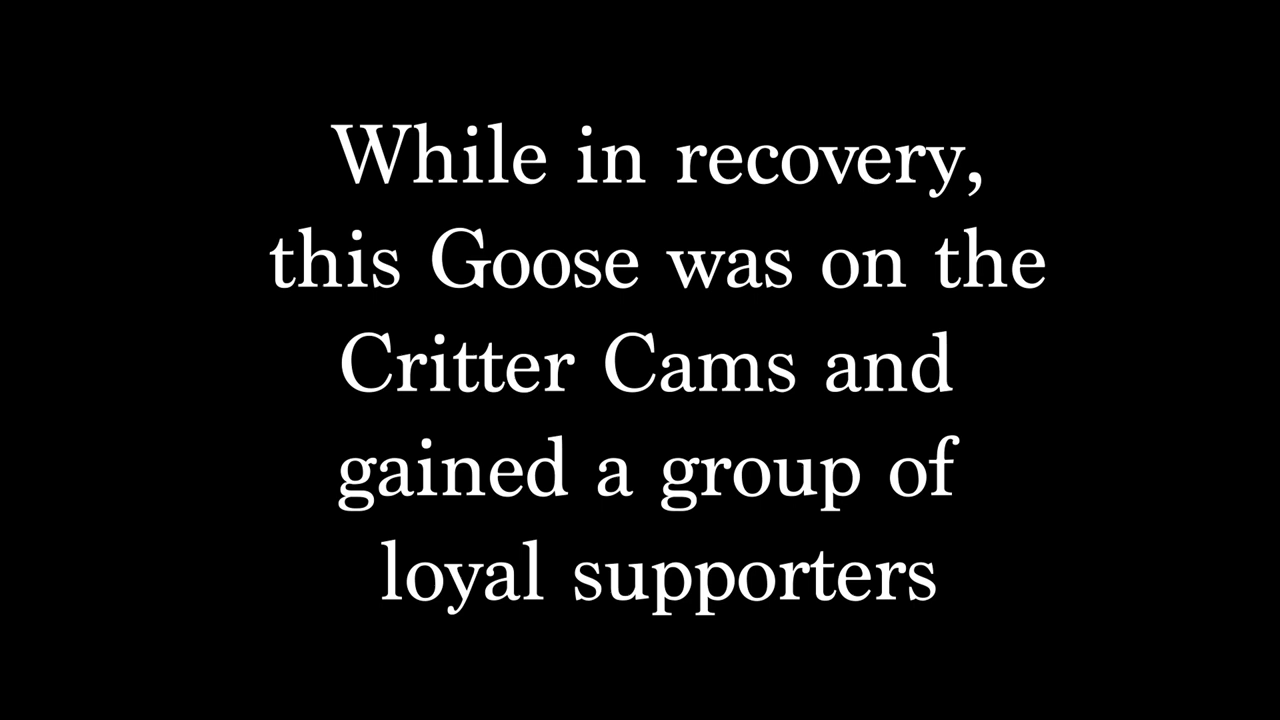 While in recovery,
this Goose was on the
Critter Cams and
gained a group of
loyal supporters